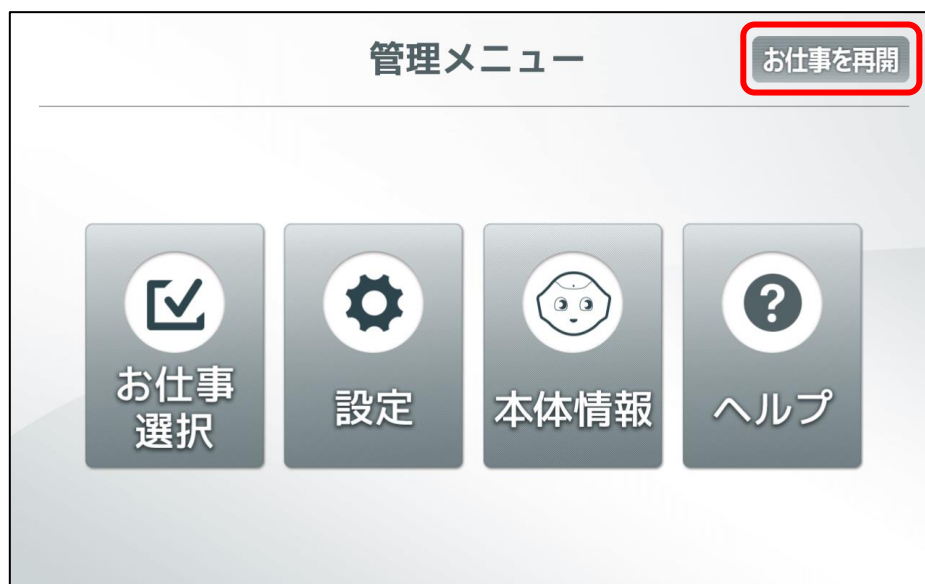 管理メニュー
お仕事を再開
お仕事
選択
設定
本体情報
ヘルプ